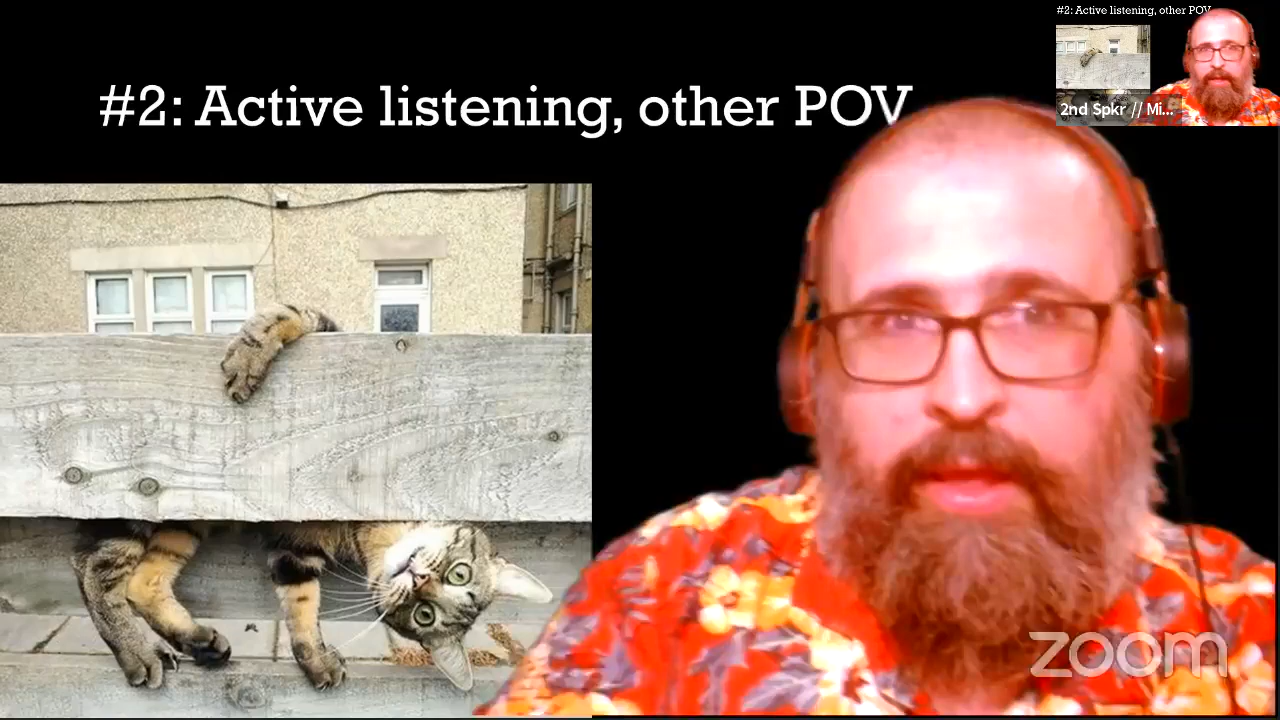 #2: Active listening, other POV
#2: Active listening, other POV
2nd Spkr // Mi...
zoom